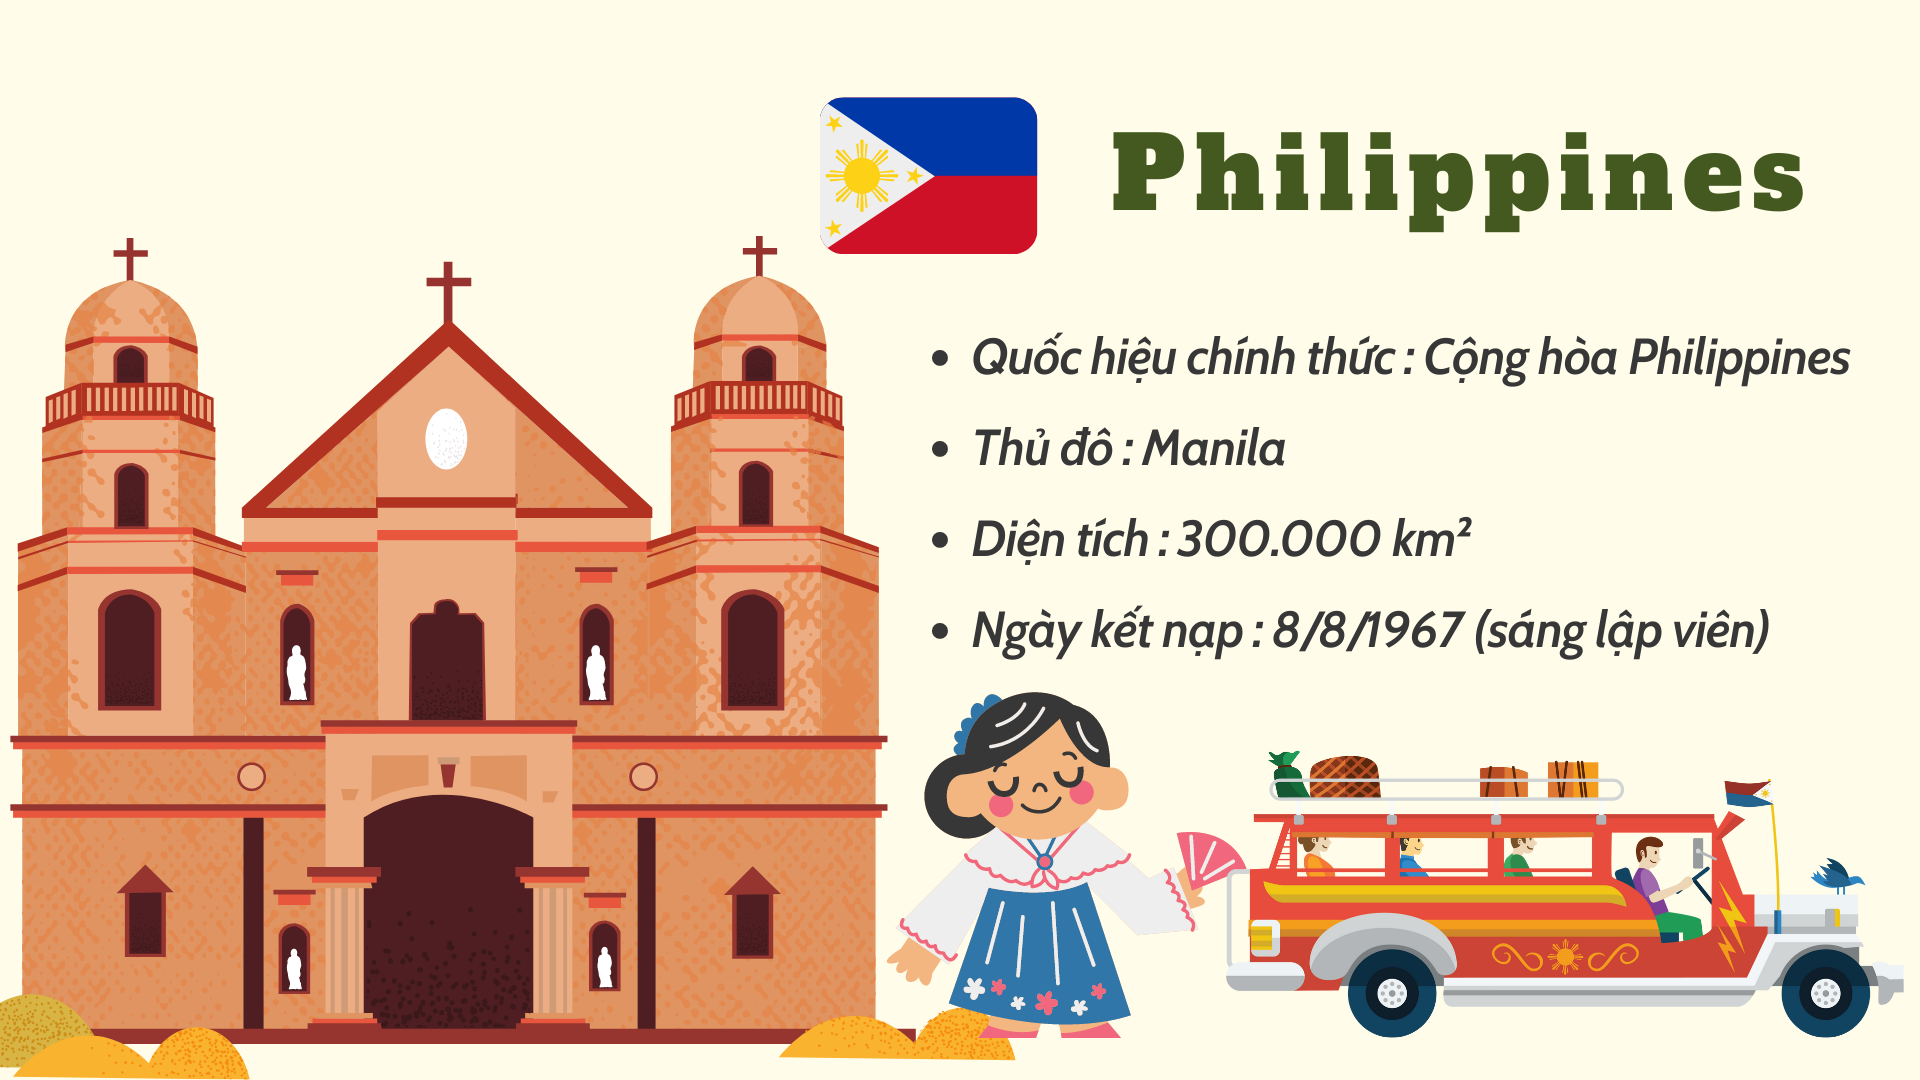 Philippines
• Quốc hiệu chính thức : Cộng hòa Philippines
• Thủ đô : Manila
• Diện tích : 300.000 km²
• Ngày kết nạp : 8/8/1967 (sáng lập viên)